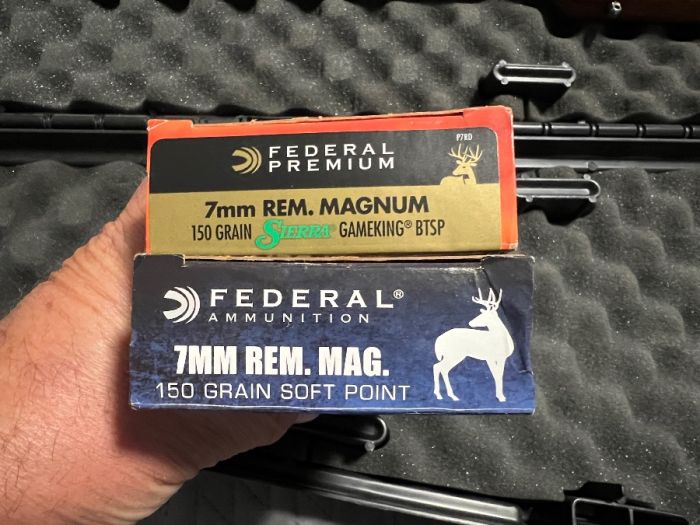 P7RD
FEDERAL
PREMIUM
7mm REM. MAGNUM
150 GRAIN SIERRA® GAMEKING® BTSP
FEDERAL®
AMMUNITION
7MM REM. MAG.
150 GRAIN SOFT POINT